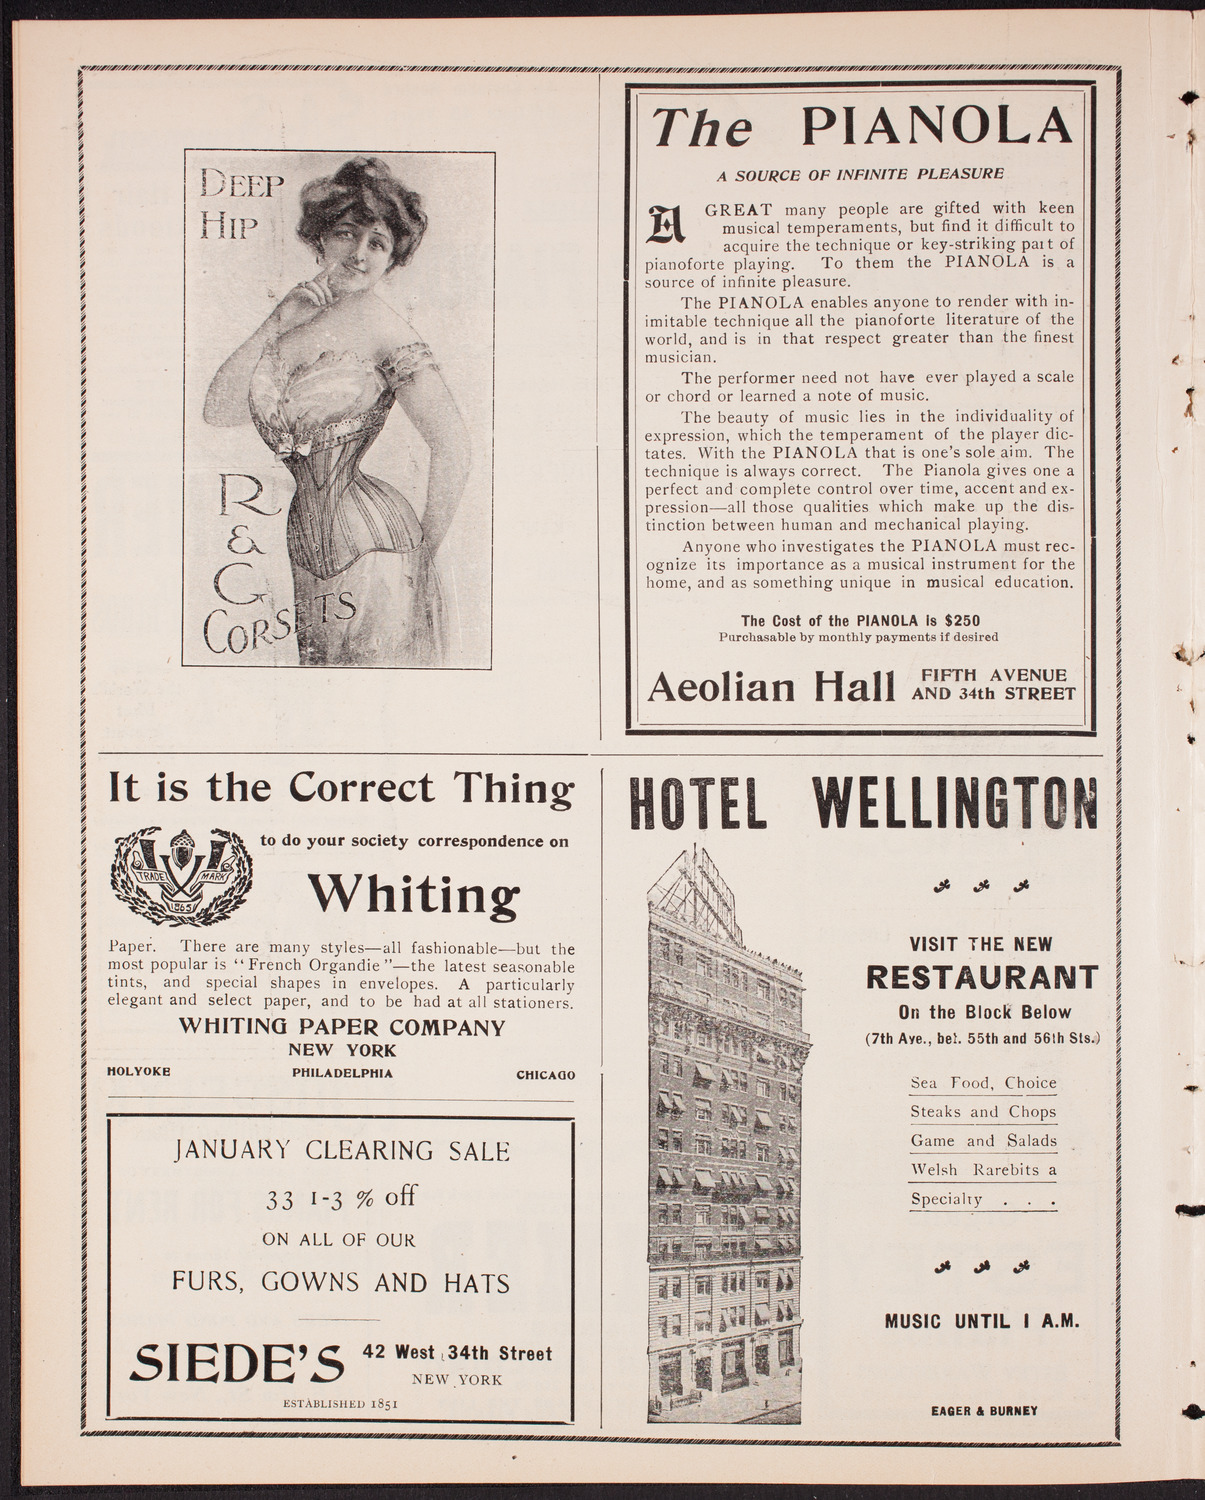 DEEP
HIP
R
&
G
CORSETS
The PIANOLA
A SOURCE OF INFINITE PLEASURE
A GREAT many people are gifted with keen
musical temperaments, but find it difficult to
acquire the technique or key-striking part of
pianoforte playing. To them the PIANOLA is a
source of infinite pleasure.
The PIANOLA enables anyone to render with in-
imitable technique all the pianoforte literature of the
world, and is in that respect greater than the finest
musician.
The performer need not have ever played a scale
or chord or learned a note of music.
The beauty of music lies in the individuality of
expression, which the temperament of the player dic-
tates. With the PIANOLA that is one's sole aim. The
technique is always correct. The Pianola gives one a
perfect and complete control over time, accent and ex-
pression—all those qualities which make up the dis-
tinction between human and mechanical playing.
Anyone who investigates the PIANOLA must rec-
ognize its importance as a musical instrument for the
home, and as something unique in musical education.
The Cost of the PIANOLA is $250
Purchasable by monthly payments if desired
Aeolian Hall FIFTH AVENUE
AND 34th STREET
It is the Correct Thing
to do your society correspondence on
TRADE MARK
1865
Whiting
Paper. There are many styles—all fashionable—but the
most popular is "French Organdie"—the latest seasonable
tints, and special shapes in envelopes. A particularly
elegant and select paper, and to be had at all stationers.
WHITING PAPER COMPANY
NEW YORK
HOLYOKE PHILADELPHIA CHICAGO
JANUARY CLEARING SALE
33 1-3 % off
ON ALL OF OUR
FURS, GOWNS AND HATS
SIEDE'S 42 West 34th Street
NEW YORK
ESTABLISHED 1851
HOTEL WELLINGTON
VISIT THE NEW
RESTAURANT
On the Block Below
(7th Ave., bet. 55th and 56th Sts.)
Sea Food, Choice
Steaks and Chops
Game and Salads
Welsh Rarebits a
Specialty . . .
MUSIC UNTIL 1 A.M.
EAGER & BURNEY